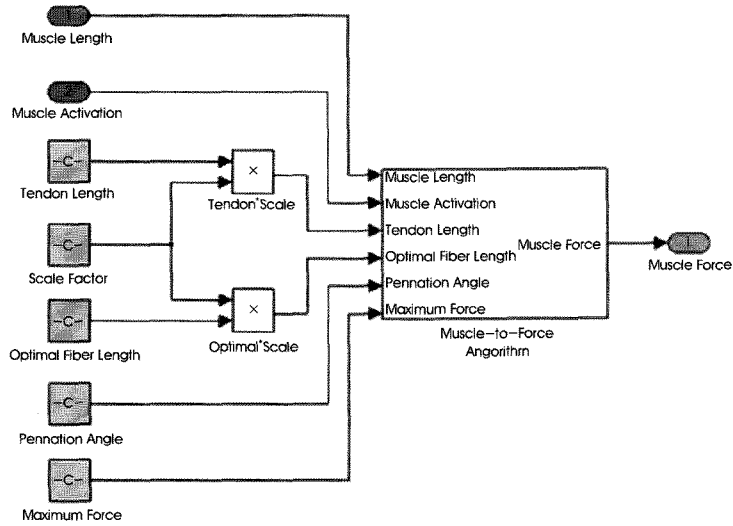 1
Muscle Length
2
Muscle Activation
-C-
Tendon Length
×
Tendon*Scale
-C-
Scale Factor
-C-
Optimal Fiber Length
×
Optimal*Scale
-C-
Pennation Angle
-C-
Maximum Force
Muscle Length
Muscle Activation
Tendon Length
Optimal Fiber Length
Pennation Angle
Maximum Force
Muscle Force
Muscle-to-Force
Angorithm
1
Muscle Force